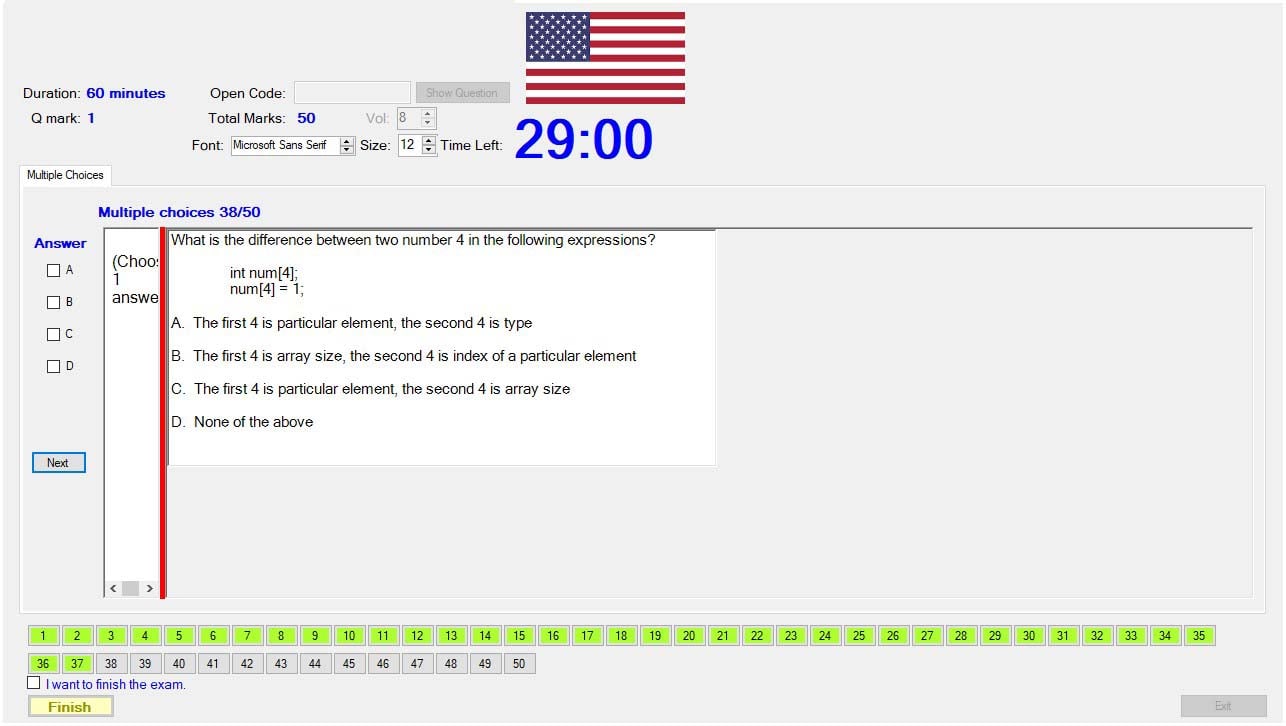 Duration: 60 minutes Open Code: Show Question
Q mark: 1 Total Marks: 50 Vol: 8
Font: Microsoft Sans Serif Size: 12 Time Left: 29:00
Multiple Choices
Multiple choices 38/50
Answer
A
B
C
D
Next
(Choos
1
answe
What is the difference between two number 4 in the following expressions?
int num[4];
num[4] = 1;
A. The first 4 is particular element, the second 4 is type
B. The first 4 is array size, the second 4 is index of a particular element
C. The first 4 is particular element, the second 4 is array size
D. None of the above
1 2 3 4 5 6 7 8 9 10 11 12 13 14 15 16 17 18 19 20 21 22 23 24 25 26 27 28 29 30 31 32 33 34 35
36 37 38 39 40 41 42 43 44 45 46 47 48 49 50
I want to finish the exam.
Finish Exit